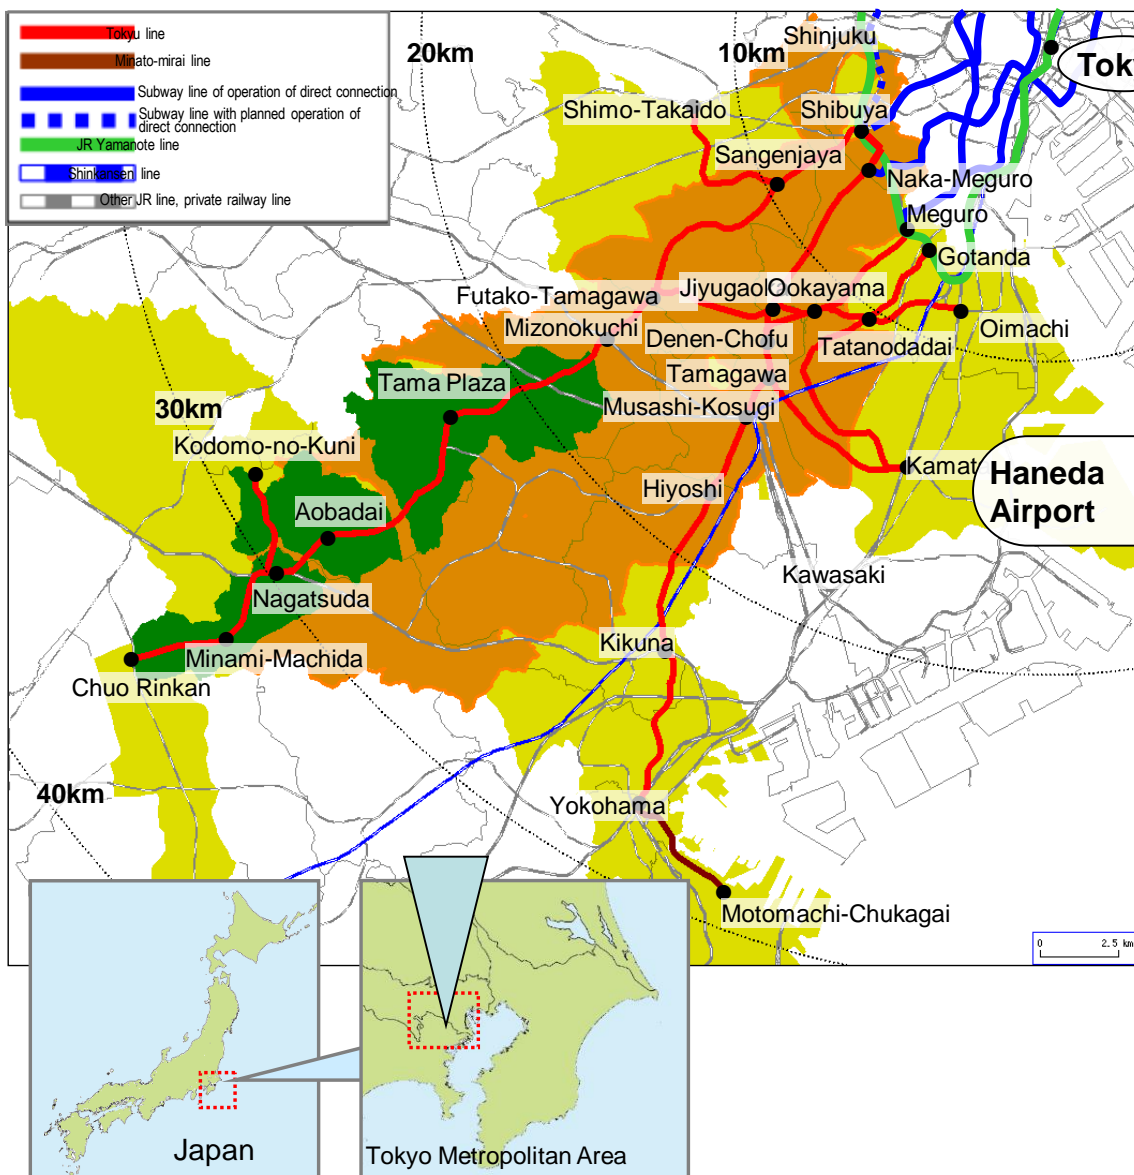 Tokyu line
Minato-mirai line
Subway line of operation of direct connection
Subway line with planned operation of
direct connection
JR Yamanote line
Shinkansen line
Other JR line, private railway line
20km
10km
Shinjuku
Tok
Shimo-Takaido
Shibuya
Sangenjaya
Naka-Meguro
Meguro
Gotanda
Futako-Tamagawa
Jiyugao
Ookayama
Mizonokuchi
Denen-Chofu
Tatanodadai
Oimachi
Tama Plaza
Tamagawa
30km
Musashi-Kosugi
Kodomo-no-Kuni
Kamat
Haneda
Airport
Hiyoshi
Aobadai
Kawasaki
Nagatsuda
Kikuna
Minami-Machida
Chuo Rinkan
40km
Yokohama
Motomachi-Chukagai
0 2.5 km
Japan
Tokyo Metropolitan Area